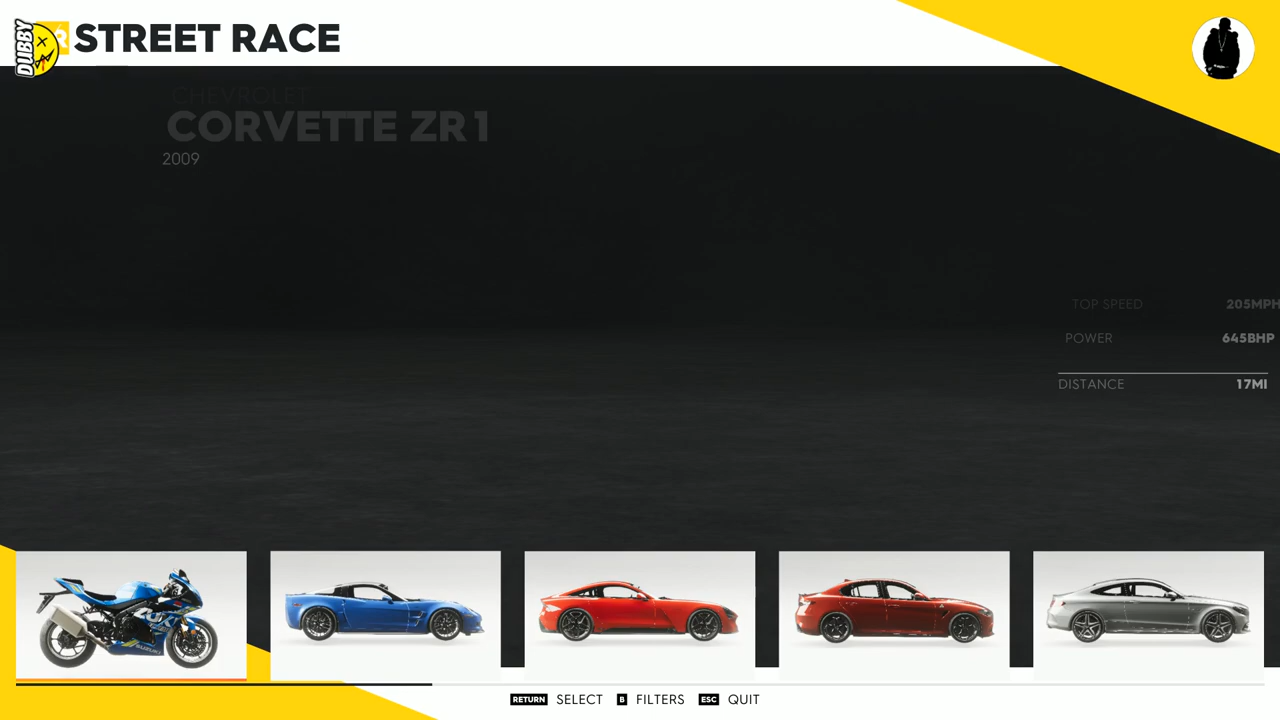 DUBBY
STREET RACE
CHEVROLET
CORVETTE ZR1
2009
TOP SPEED 205MPH
POWER 645BHP
DISTANCE 17MI
SUZUKI
RETURN SELECT B FILTERS ESC QUIT